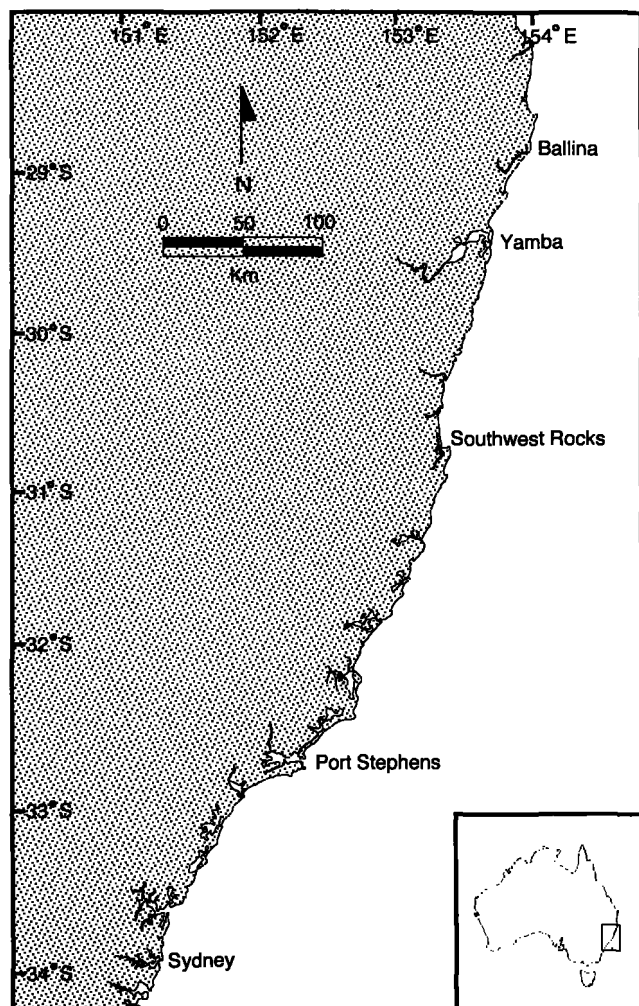 151°E 152°E 153°E 154°E
Ballina
29°S
N
0 50 100
Yamba
Km
30°S
Southwest Rocks
31°S
32°S
Port Stephens
33°S
Sydney
34°S